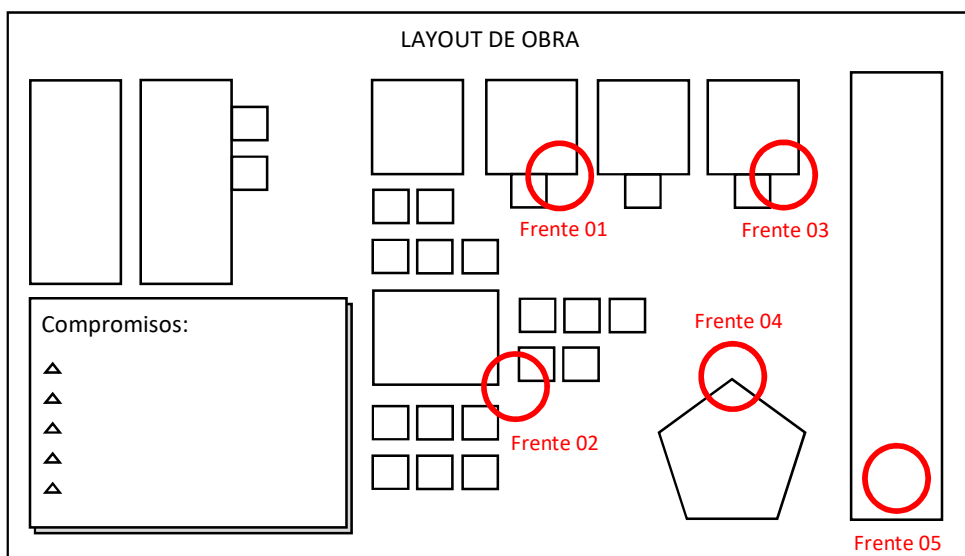 LAYOUT DE OBRA
Frente 01
Frente 03
Compromisos:
Frente 04
Frente 02
Frente 05